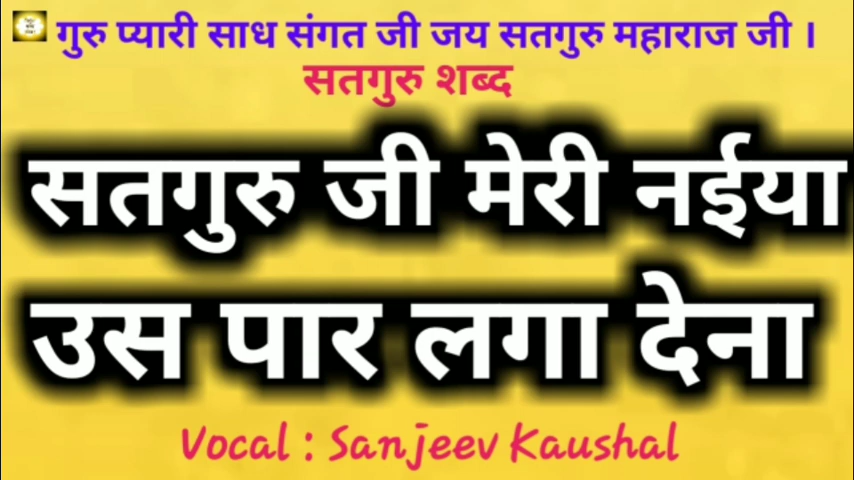 गुरु प्यारी साध संगत जी जय सतगुरु महाराज जी ।
सतगुरु शब्द
सतगुरु जी मेरी नईया
उस पार लगा देना
Vocal : Sanjeev Kaushal